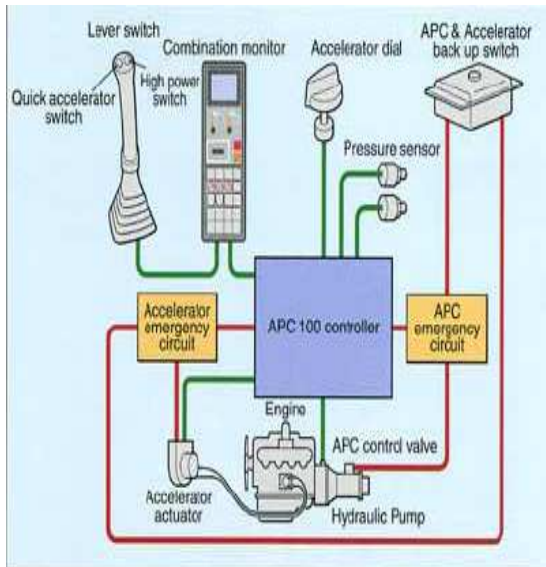 Lever switch
Combination monitor
Accelerator dial
APC & Accelerator
back up switch
High power
switch
Quick accelerator
switch
Pressure sensor
Accelerator
emergency
circuit
APC 100 controller
APC
emergency
circuit
Engine
APC control valve
Accelerator
actuator
Hydraulic Pump